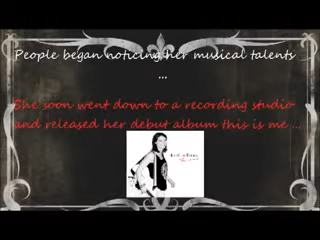 People began noticing her musical talents
...
She soon went down to a recording studio
and released her debut album this is me ...